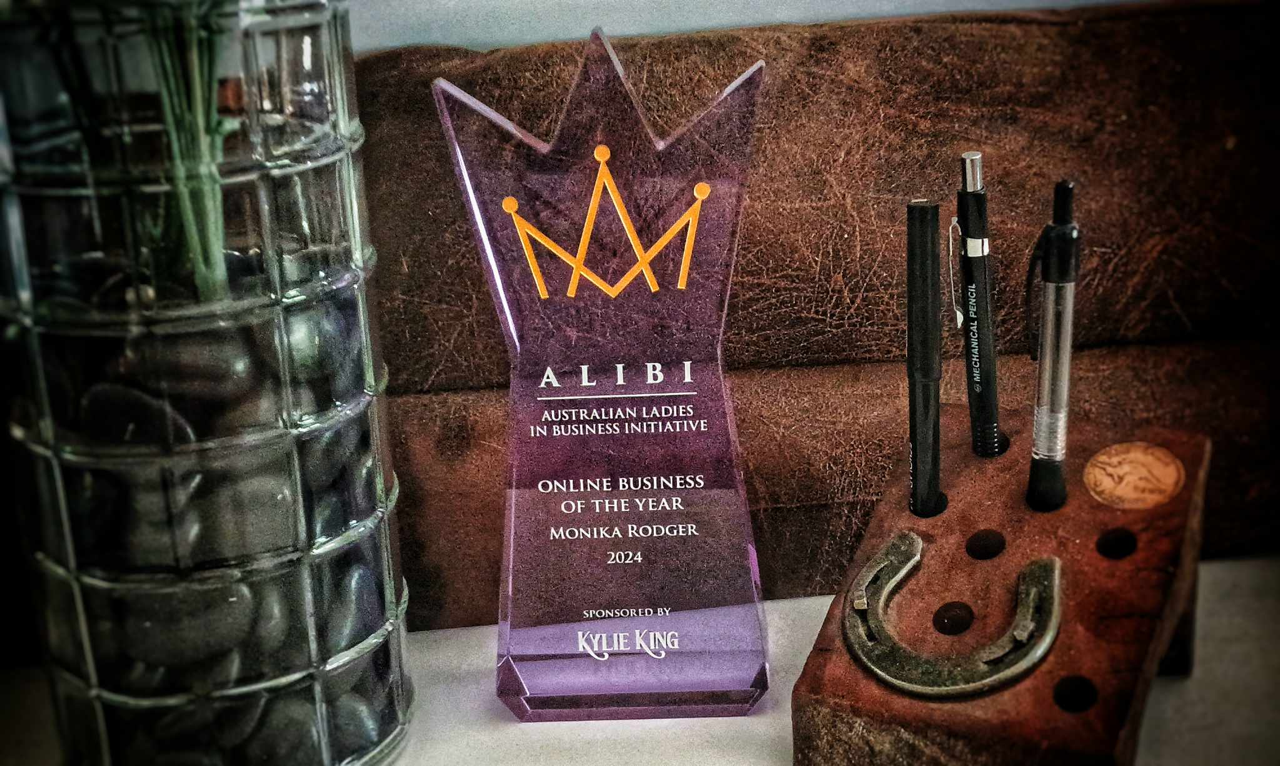 ALIBI
AUSTRALIAN LADIES
IN BUSINESS INITIATIVE
ONLINE BUSINESS
OF THE YEAR
MONIKA RODGER
2024
SPONSORED BY
KYLIE KING
MECHANICAL PENCIL